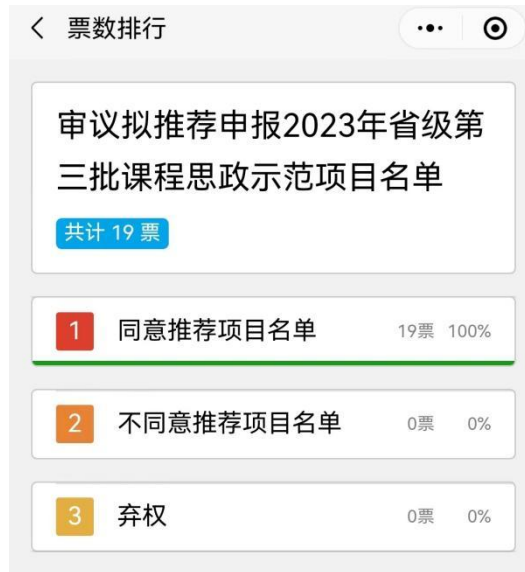 票数排行
审议拟推荐申报2023年省级第
三批课程思政示范项目名单
共计 19 票
1 同意推荐项目名单 19票 100%
2 不同意推荐项目名单 0票 0%
3 弃权 0票 0%